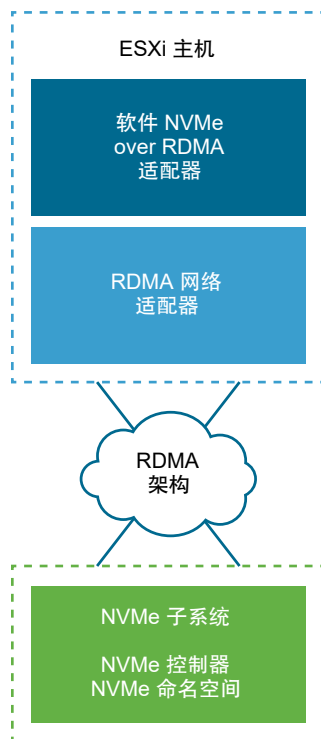 ESXi 主机
软件 NVMe
over RDMA
适配器
RDMA 网络
适配器
RDMA
架构
NVMe 子系统
NVMe 控制器
NVMe 命名空间